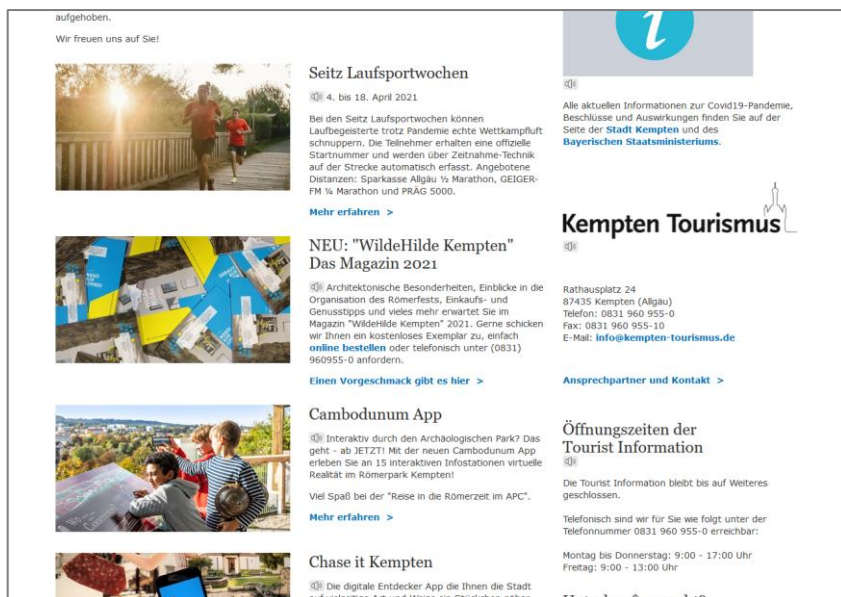 aufgehoben.
Wir freuen uns auf Sie!
Seitz Laufsportwochen
4. bis 18. April 2021
Bei den Seitz Laufsportwochen können
Laufbegeisterte trotz Pandemie echte Wettkampfluft
schnuppern. Die Teilnehmer erhalten eine offizielle
Startnummer und werden über Zeitnahme-Technik
auf der Strecke automatisch erfasst. Angebotene
Distanzen: Sparkasse Allgäu ½ Marathon, GEIGER-
FM ¼ Marathon und PRÄG 5000.
Mehr erfahren >
NEU: "WildeHilde Kempten"
Das Magazin 2021
Architektonische Besonderheiten, Einblicke in die
Organisation des Römerfests, Einkaufs- und
Genusstipps und vieles mehr erwartet Sie im
Magazin "WildeHilde Kempten" 2021. Gerne schicken
wir Ihnen ein kostenloses Exemplar zu, einfach
online bestellen oder telefonisch unter (0831)
960955-0 anfordern.
Einen Vorgeschmack gibt es hier >
Cambodunum App
Interaktiv durch den Archäologischen Park? Das
geht - ab JETZT! Mit der neuen Cambodunum App
erleben Sie an 15 interaktiven Infostationen virtuelle
Realität im Römerpark Kempten!
Viel Spaß bei der "Reise in die Römerzeit im APC".
Mehr erfahren >
Chase it Kempten
Die digitale Entdecker App die Ihnen die Stadt
i
Alle aktuellen Informationen zur Covid19-Pandemie,
Beschlüsse und Auswirkungen finden Sie auf der
Seite der Stadt Kempten und des
Bayerischen Staatsministeriums.
Kempten Tourismus
Rathausplatz 24
87435 Kempten (Allgäu)
Telefon: 0831 960 955-0
Fax: 0831 960 955-10
E-Mail: info@kempten-tourismus.de
Ansprechpartner und Kontakt >
Öffnungszeiten der
Tourist Information
Die Tourist Information bleibt bis auf Weiteres
geschlossen.
Telefonisch sind wir für Sie wie folgt unter der
Telefonnummer 0831 960 955-0 erreichbar:
Montag bis Donnerstag: 9:00 - 17:00 Uhr
Freitag: 9:00 - 13:00 Uhr